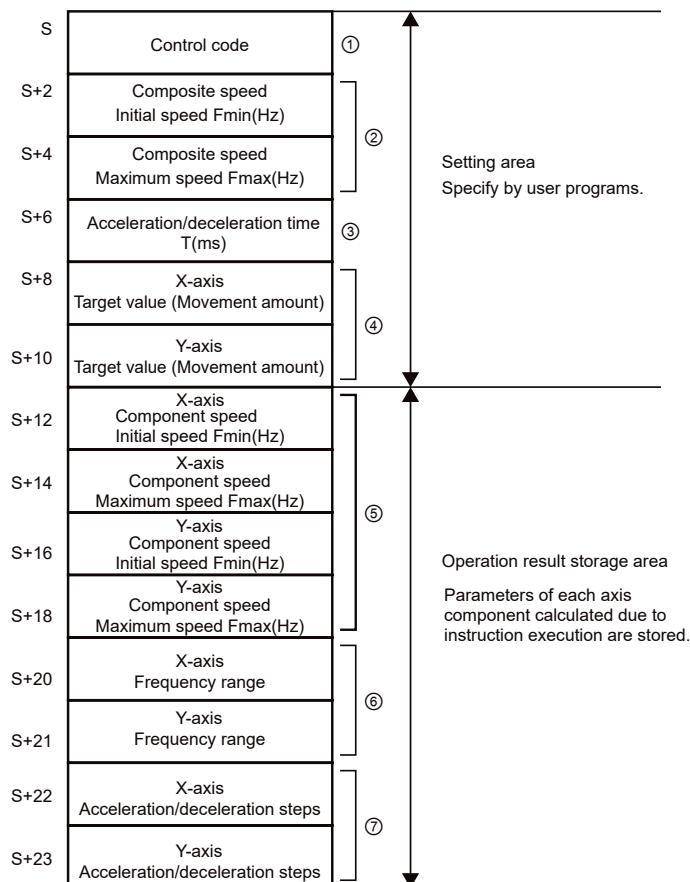 S
Control code
①
S+2
Composite speed
Initial speed Fmin(Hz)
②
S+4
Composite speed
Maximum speed Fmax(Hz)
Setting area
Specify by user programs.
S+6
Acceleration/deceleration time
T(ms)
③
S+8
X-axis
Target value (Movement amount)
④
S+10
Y-axis
Target value (Movement amount)
S+12
X-axis
Component speed
Initial speed Fmin(Hz)
S+14
X-axis
Component speed
Maximum speed Fmax(Hz)
⑤
S+16
Y-axis
Component speed
Initial speed Fmin(Hz)
Operation result storage area
Parameters of each axis
component calculated due to
instruction execution are stored.
S+18
Y-axis
Component speed
Maximum speed Fmax(Hz)
S+20
X-axis
Frequency range
⑥
S+21
Y-axis
Frequency range
S+22
X-axis
Acceleration/deceleration steps
⑦
S+23
Y-axis
Acceleration/deceleration steps